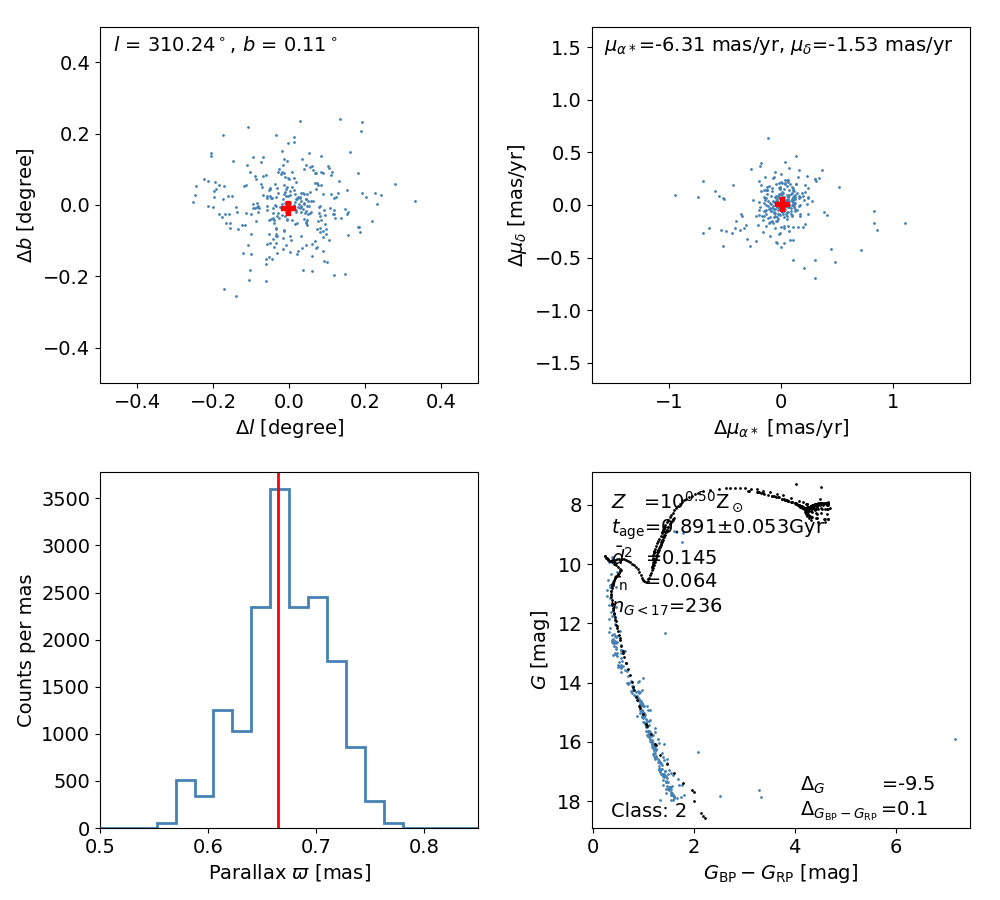 l = 310.24°, b = 0.11°
0.4
0.2
0.0
−0.2
−0.4
Δb [degree]
−0.4 −0.2 0.0 0.2 0.4
Δl [degree]
μα*=-6.31 mas/yr, μδ=-1.53 mas/yr
1.5
1.0
0.5
0.0
−0.5
−1.0
−1.5
Δμδ [mas/yr]
−1 0 1
Δμα* [mas/yr]
3500
3000
2500
2000
1500
1000
500
0
Counts per mas
0.5 0.6 0.7 0.8
Parallax ϖ [mas]
Z =10^0.50 Z⊙
tage=0.891±0.053Gyr
=0.145
=0.064
nG<17=236
8
10
12
14
16
18
G [mag]
ΔG =-9.5
Class: 2
ΔGBP−GRP=0.1
0 2 4 6
GBP − GRP [mag]